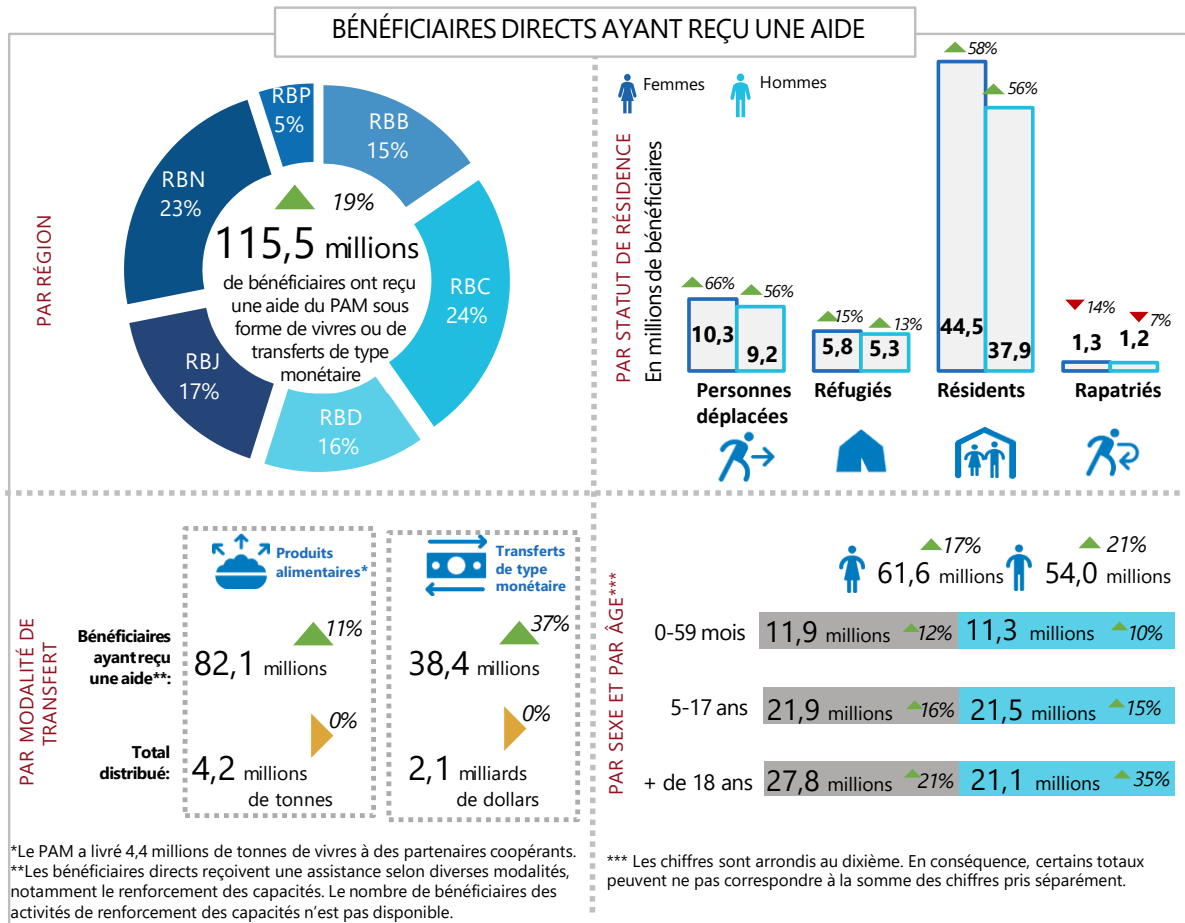 BÉNÉFICIAIRES DIRECTS AYANT REÇU UNE AIDE
PAR RÉGION
RBP
5%
RBB
15%
RBN
23%
RBC
24%
RBJ
17%
RBD
16%
19%
115,5 millions
de bénéficiaires ont reçu
une aide du PAM sous
forme de vivres ou de
transferts de type
monétaire
PAR STATUT DE RÉSIDENCE
En millions de bénéficiaires
Femmes
Hommes
66%
56%
10,3
9,2
Personnes
déplacées
15%
13%
5,8
5,3
Réfugiés
58%
56%
44,5
37,9
Résidents
14%
7%
1,3
1,2
Rapatriés
PAR MODALITÉ DE
TRANSFERT
Produits
alimentaires*
Transferts
de type
monétaire
Bénéficiaires
ayant reçu
une aide**:
11%
82,1 millions
37%
38,4 millions
Total
distribué:
0%
4,2 millions
de tonnes
0%
2,1 milliards
de dollars
*Le PAM a livré 4,4 millions de tonnes de vivres à des partenaires coopérants.
**Les bénéficiaires directs reçoivent une assistance selon diverses modalités,
notamment le renforcement des capacités. Le nombre de bénéficiaires des
activités de renforcement des capacités n'est pas disponible.
PAR SEXE ET PAR ÂGE***
17%
61,6 millions
21%
54,0 millions
0-59 mois 11,9 millions 12% 11,3 millions 10%
5-17 ans 21,9 millions 16% 21,5 millions 15%
+ de 18 ans 27,8 millions 21% 21,1 millions 35%
*** Les chiffres sont arrondis au dixième. En conséquence, certains totaux
peuvent ne pas correspondre à la somme des chiffres pris séparément.